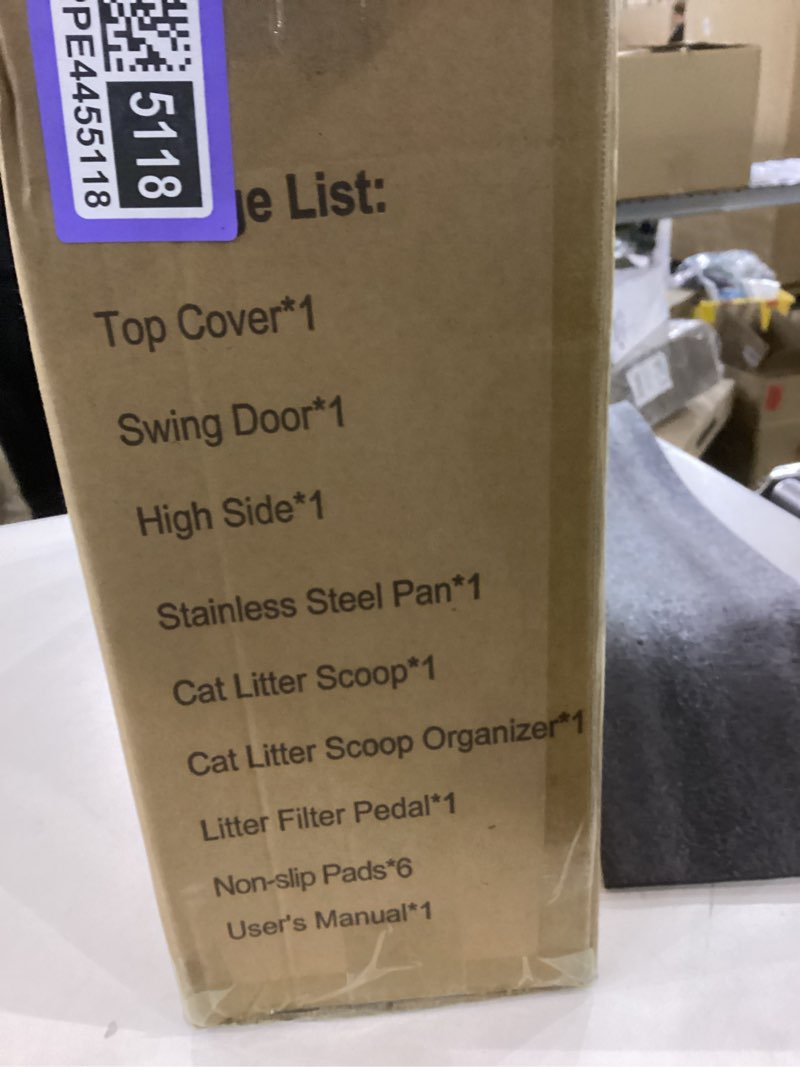 PPE4455118
5118
ge List:
Top Cover*1
Swing Door*1
High Side*1
Stainless Steel Pan*1
Cat Litter Scoop*1
Cat Litter Scoop Organizer*1
Litter Filter Pedal*1
Non-slip Pads*6
User's Manual*1